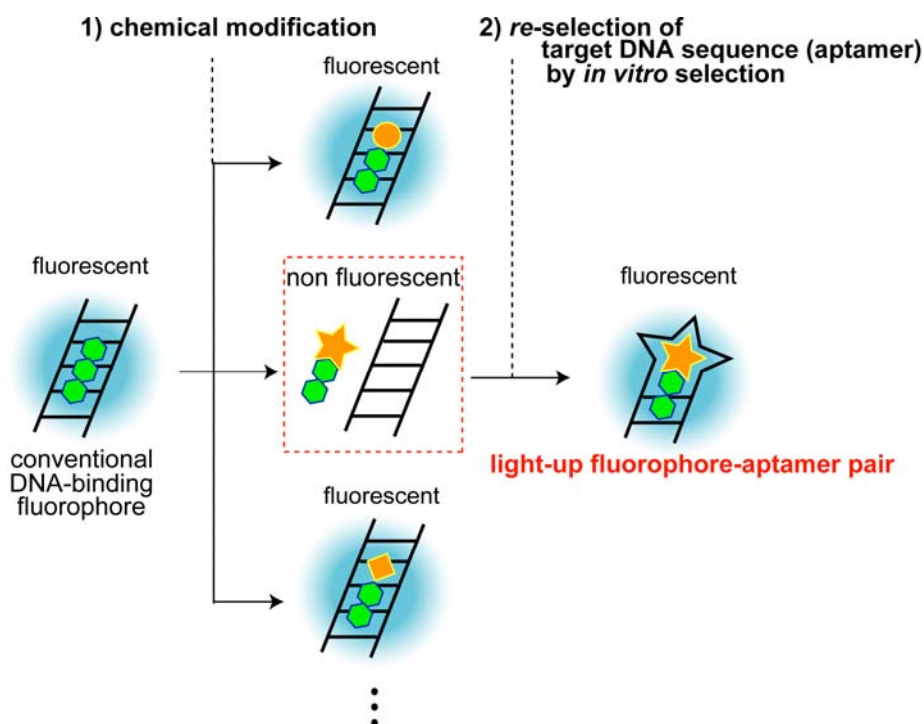 1) chemical modification
2) re-selection of
target DNA sequence (aptamer)
by in vitro selection
fluorescent
fluorescent
conventional
DNA-binding
fluorophore
non fluorescent
fluorescent
fluorescent
light-up fluorophore-aptamer pair